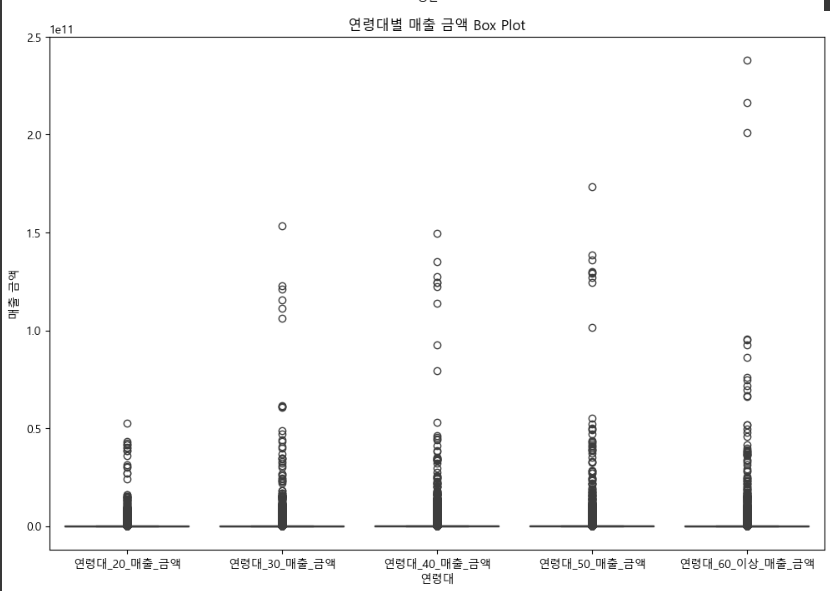 연령대별 매출 금액 Box Plot
1e11
2.5
2.0
1.5
1.0
0.5
0.0
매출 금액
연령대_20_매출_금액
연령대_30_매출_금액
연령대_40_매출_금액
연령대_50_매출_금액
연령대_60_이상_매출_금액
연령대